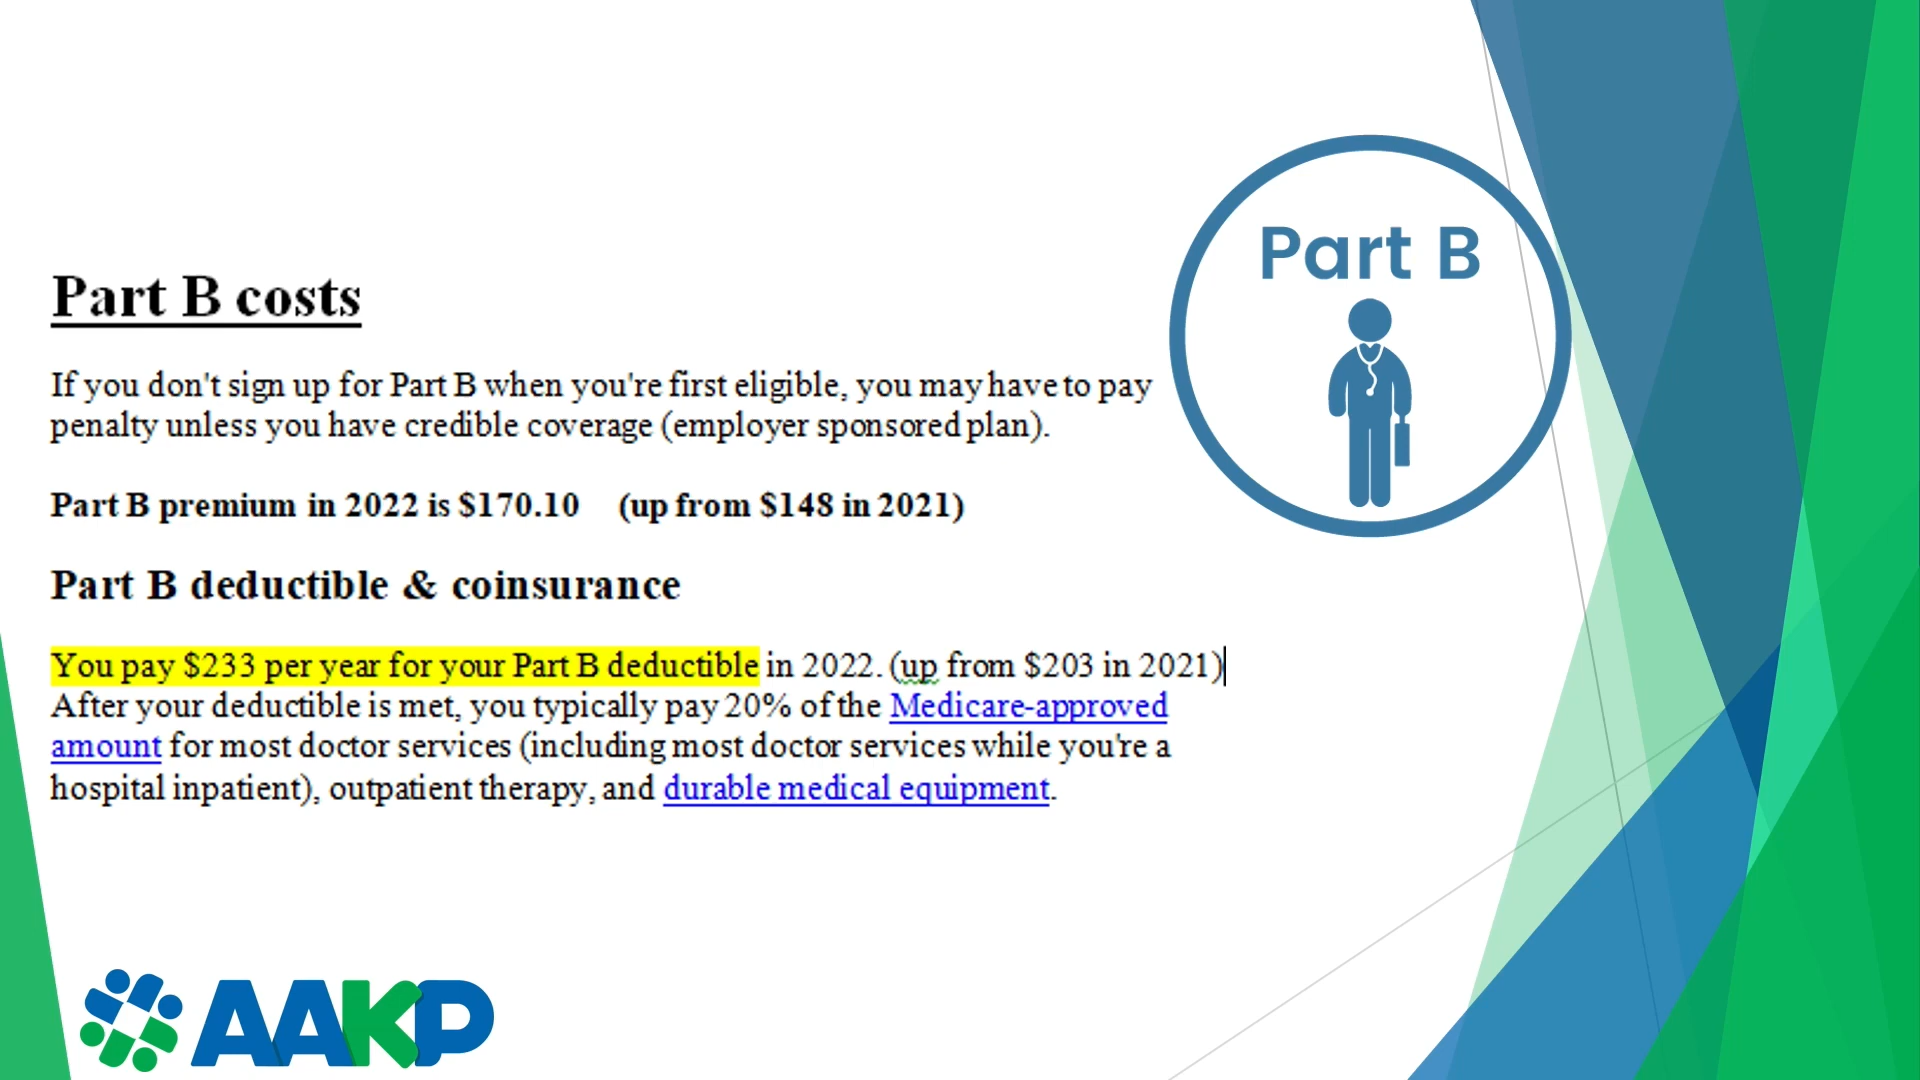 Part B
Part B costs
If you don't sign up for Part B when you're first eligible, you may have to pay
penalty unless you have credible coverage (employer sponsored plan).
Part B premium in 2022 is $170.10 (up from $148 in 2021)
Part B deductible & coinsurance
You pay $233 per year for your Part B deductible in 2022. (up from $203 in 2021)
After your deductible is met, you typically pay 20% of the Medicare-approved
amount for most doctor services (including most doctor services while you're a
hospital inpatient), outpatient therapy, and durable medical equipment.
AAKP